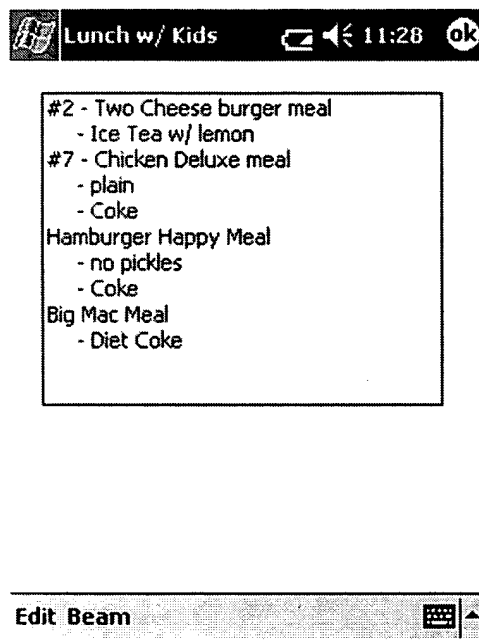 Lunch w/ Kids 11:28 ok
#2 - Two Cheese burger meal
- Ice Tea w/ lemon
#7 - Chicken Deluxe meal
- plain
- Coke
Hamburger Happy Meal
- no pickles
- Coke
Big Mac Meal
- Diet Coke
Edit Beam